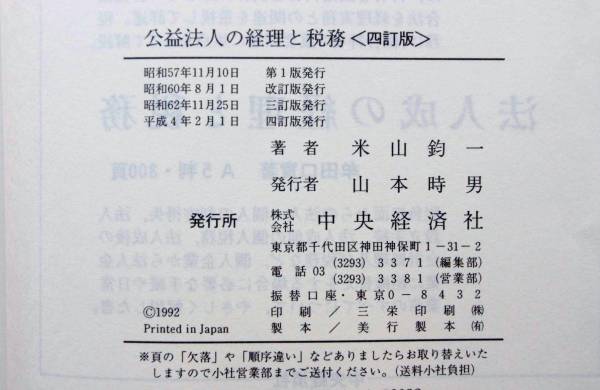 公益法人の経理と税務<四訂版>
昭和57年11月10日 第1版発行
昭和60年8月1日 改訂版発行
昭和62年11月25日 三訂版発行
平成4年2月1日 四訂版発行
著者 米山鈞一
発行者 山本時男
発行所 株式会社 中央経済社
東京都千代田区神田神保町1-31-2
電話03 (3293) 3371 (編集部)
(3293) 3381 (営業部)
振替口座・東京0-8432
©1992 印刷/三栄印刷㈱
Printed in Japan 製本/美行製本㈲
※頁の「欠落」や「順序違い」などありましたらお取り替えいた
しますので小社営業部までご送付ください。(送料小社負担)